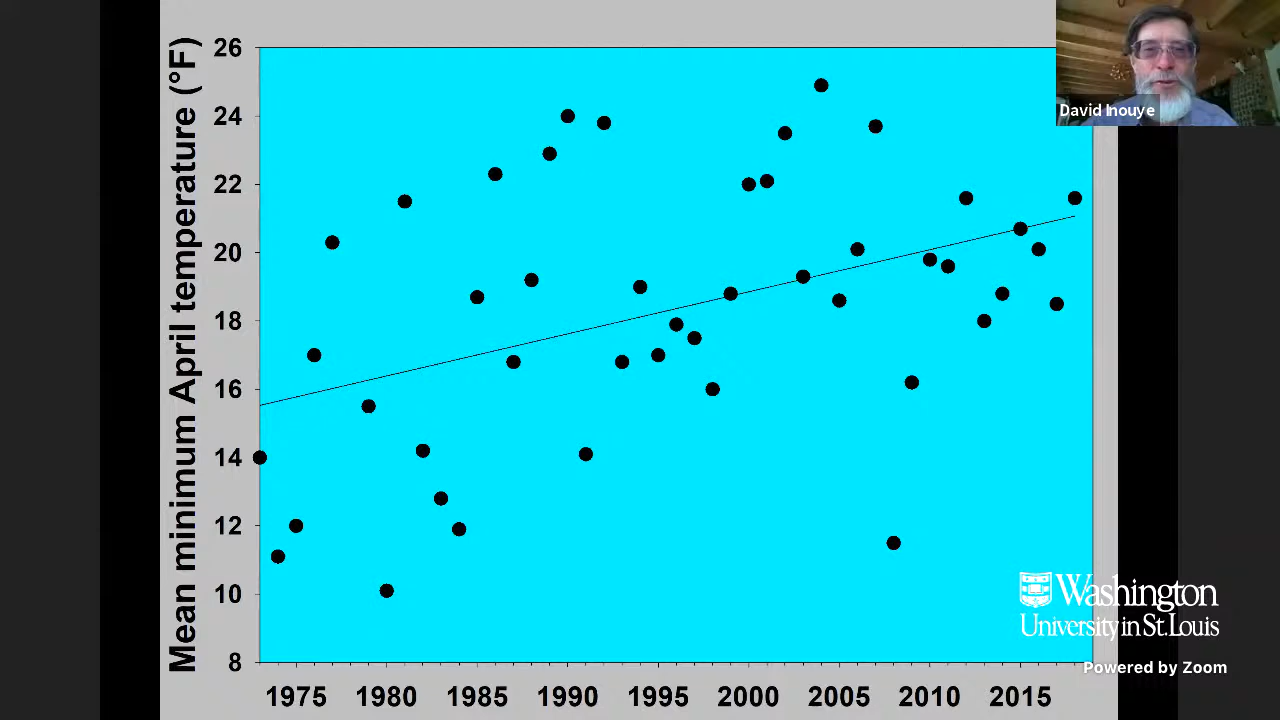 Mean minimum April temperature (°F)
26
24
22
20
18
16
14
12
10
8
1975 1980 1985 1990 1995 2000 2005 2010 2015
David Inouye
Washington
University in St. Louis
Powered by Zoom